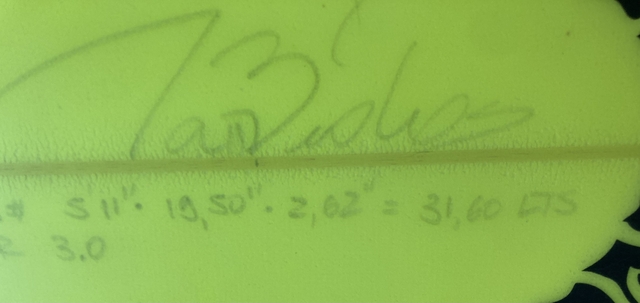 # 5'11" . 19,50" . 2,62" = 31,60 LTS
R 3.0